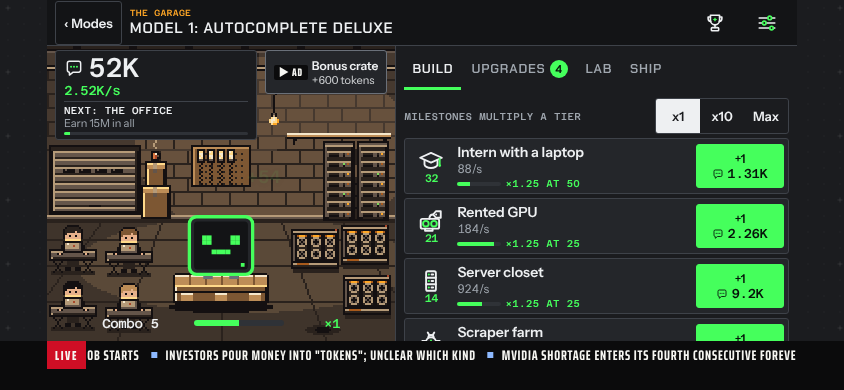 ‹ Modes
THE GARAGE
MODEL 1: AUTOCOMPLETE DELUXE
52K
2.52K/s
NEXT: THE OFFICE
Earn 15M in all
AD
Bonus crate
+600 tokens
Combo 5
×1
BUILD
UPGRADES 4
LAB
SHIP
MILESTONES MULTIPLY A TIER
x1
x10
Max
Intern with a laptop
88/s
32
×1.25 AT 50
+1
1.31K
Rented GPU
184/s
21
×1.25 AT 25
+1
2.26K
Server closet
924/s
14
×1.25 AT 25
+1
9.2K
Scraper farm
+1
LIVE
OB STARTS
INVESTORS POUR MONEY INTO "TOKENS"; UNCLEAR WHICH KIND
MVIDIA SHORTAGE ENTERS ITS FOURTH CONSECUTIVE FOREVE